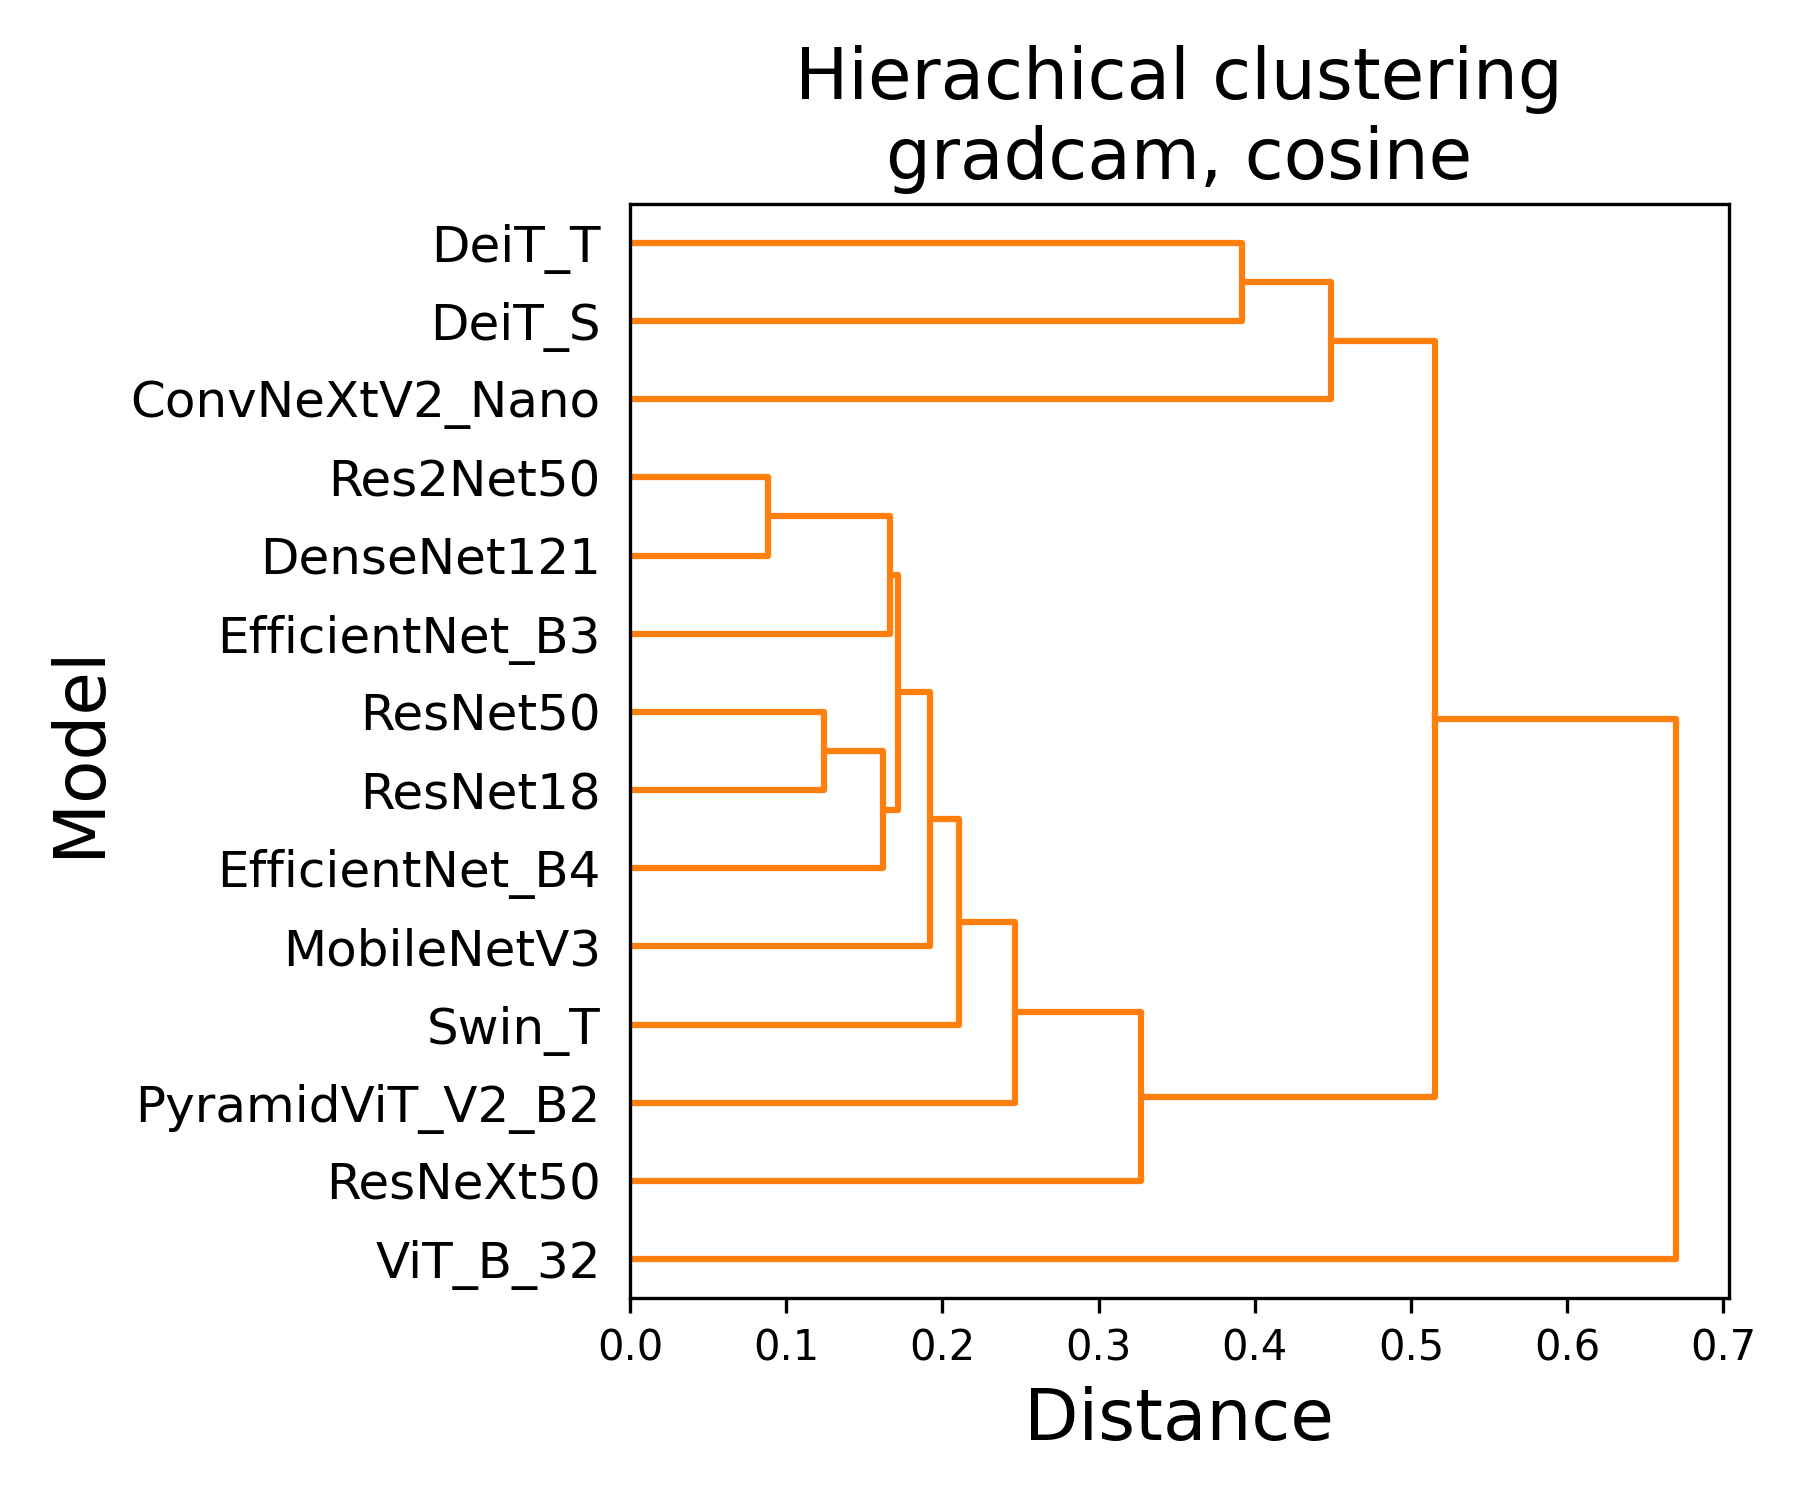 Hierachical clustering
gradcam, cosine
DeiT_T
DeiT_S
ConvNeXtV2_Nano
Res2Net50
DenseNet121
EfficientNet_B3
ResNet50
ResNet18
EfficientNet_B4
MobileNetV3
Swin_T
PyramidViT_V2_B2
ResNeXt50
ViT_B_32
Model
0.0 0.1 0.2 0.3 0.4 0.5 0.6 0.7
Distance